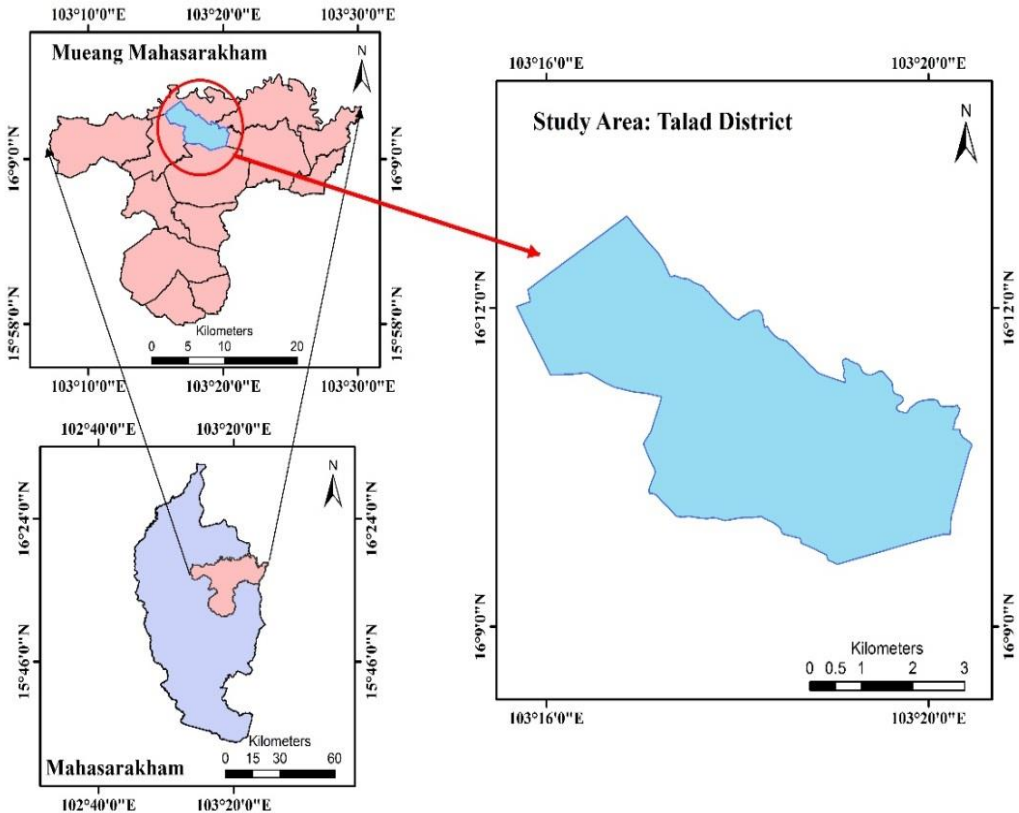 103°10'0"E 103°20'0"E 103°30'0"E
Mueang Mahasarakham
N
16°9'0"N
16°9'0"N
15°58'0"N
15°58'0"N
Kilometers
0 5 10 20
103°10'0"E 103°20'0"E 103°30'0"E
102°40'0"E 103°20'0"E
N
16°24'0"N
16°24'0"N
15°46'0"N
15°46'0"N
Kilometers
0 15 30 60
Mahasarakham
102°40'0"E 103°20'0"E
103°16'0"E 103°20'0"E
Study Area: Talad District
N
16°12'0"N
16°12'0"N
16°9'0"N
16°9'0"N
Kilometers
0 0.5 1 2 3
103°16'0"E 103°20'0"E